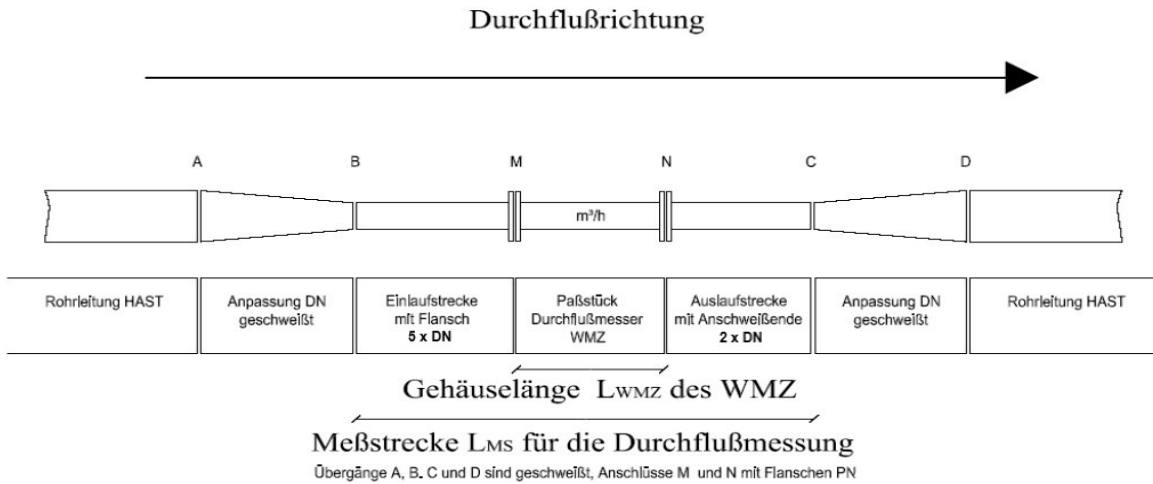 Durchflußrichtung
A B M N C D
m³/h
Rohrleitung HAST
Anpassung DN
geschweißt
Einlaufstrecke
mit Flansch
5 x DN
Paßstück
Durchflußmesser
WMZ
Auslaufstrecke
mit Anschweißende
2 x DN
Anpassung DN
geschweißt
Rohrleitung HAST
Gehäuselänge LWMZ des WMZ
Meßstrecke LMS für die Durchflußmessung
Übergänge A, B, C und D sind geschweißt, Anschlüsse M und N mit Flanschen PN